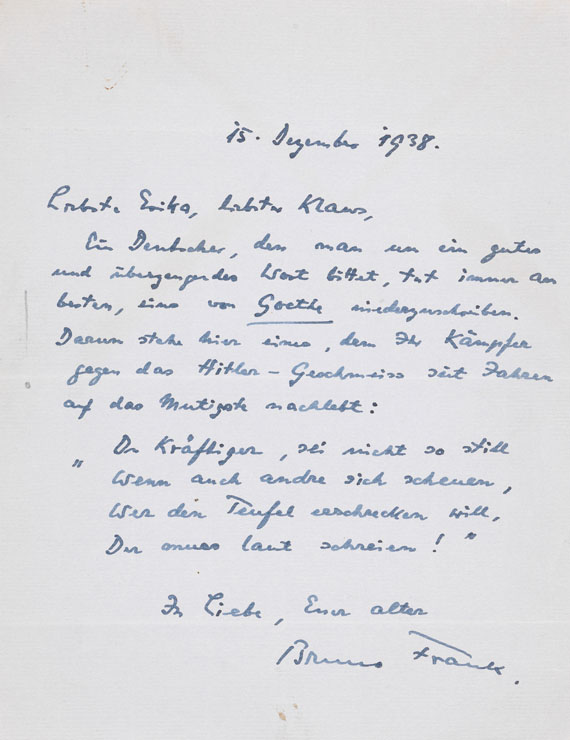 15. Dezember 1938.
Liebste Erika, liebster Klaus,
Ein Deutscher, den man um ein gutes
und überzeugendes Wort bittet, tut immer am
besten, eins von Goethe niederzuschreiben.
Darum stehe hier eines, dem Ihr Kämpfer
gegen das Hitler-Geschmeiss seit Jahren
auf das Mutigste nachlebt:
"Du Kräftiger, sei nicht so still
Wenn auch andre sich scheuen,
Wer den Teufel erschrecken will,
Der muss laut schreien!"
In Liebe, Euer alter
Bruno Frank.